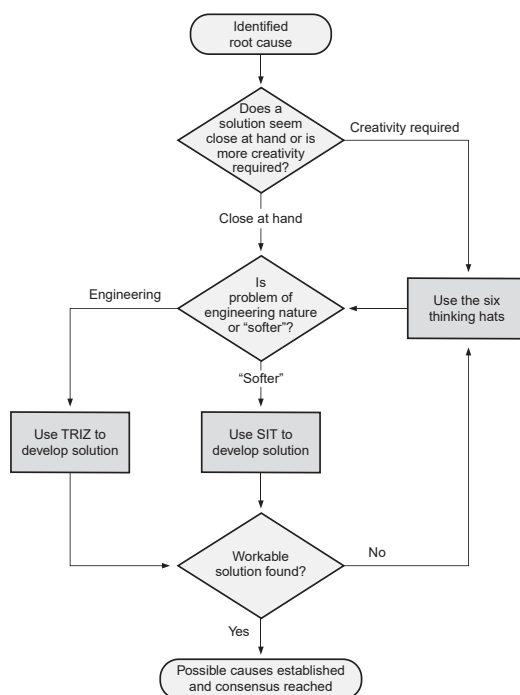 Identified
root cause
Does a
solution seem
close at hand or is
more creativity
required?
Creativity required
Close at hand
Is
problem of
engineering nature
or “softer”?
Engineering
Use the six
thinking hats
“Softer”
Use TRIZ to
develop solution
Use SIT to
develop solution
Workable
solution found?
No
Yes
Possible causes established
and consensus reached